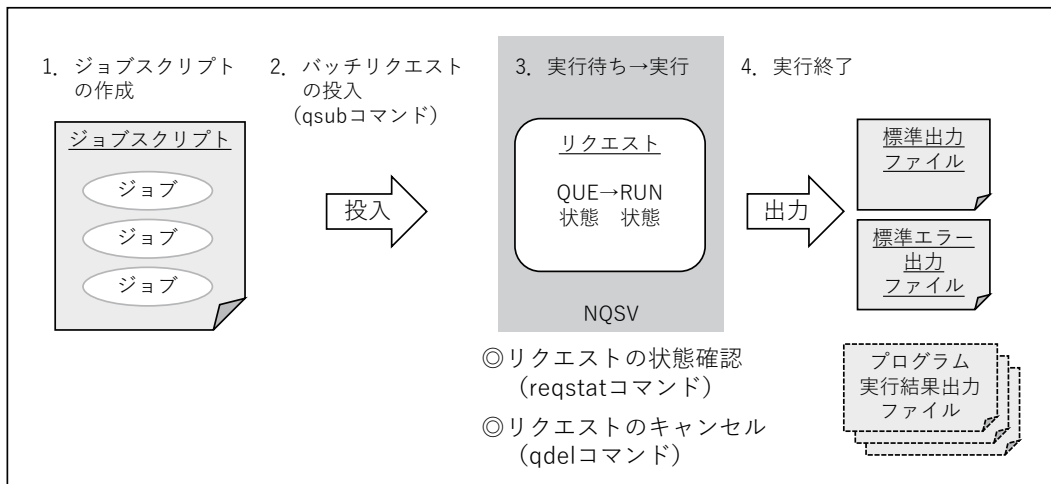 1. ジョブスクリプト
の作成
ジョブスクリプト
ジョブ
ジョブ
ジョブ
2. バッチリクエスト
の投入
(qsubコマンド)
投入
3. 実行待ち→実行
リクエスト
QUE→RUN
状態 状態
NQSV
◎リクエストの状態確認
(reqstatコマンド)
◎リクエストのキャンセル
(qdelコマンド)
出力
4. 実行終了
標準出力
ファイル
標準エラー
出力
ファイル
プログラム
実行結果出力
ファイル